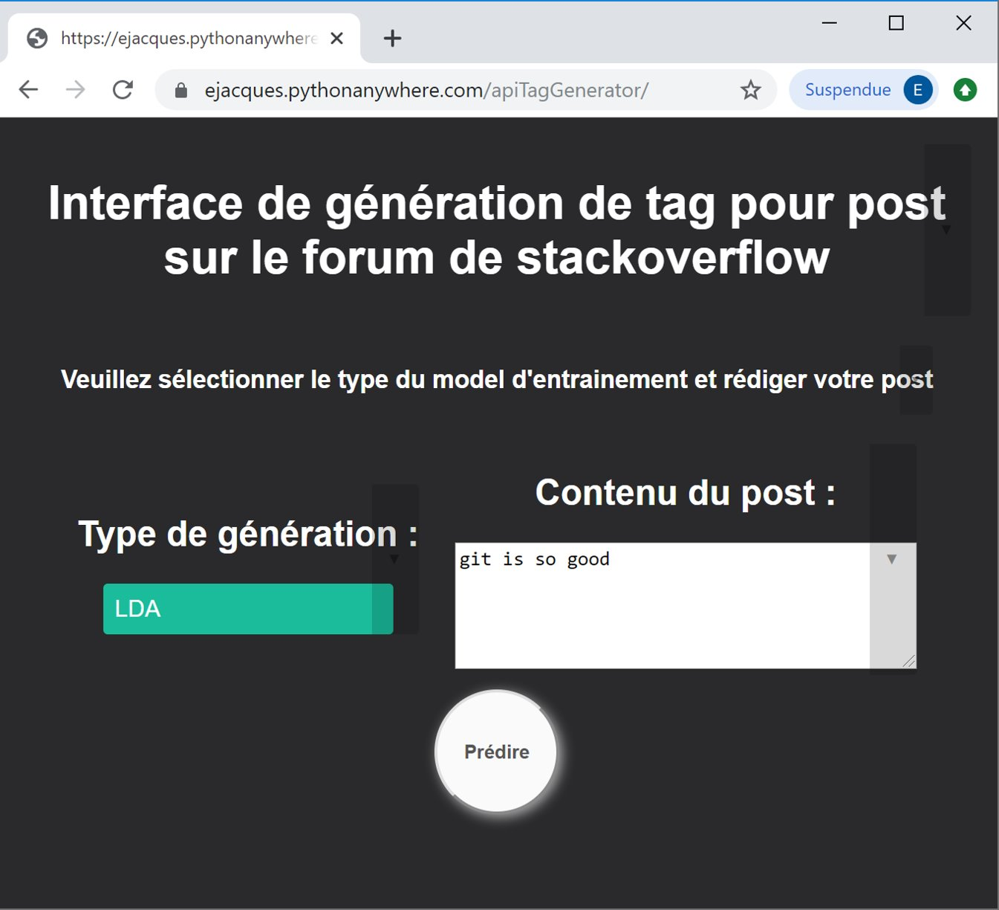 https://ejacques.pythonanywhere
ejacques.pythonanywhere.com/apiTagGenerator/
Suspendue
E
Interface de génération de tag pour post
sur le forum de stackoverflow
Veuillez sélectionner le type du model d'entrainement et rédiger votre post
Contenu du post :
Type de génération :
git is so good
LDA
Prédire